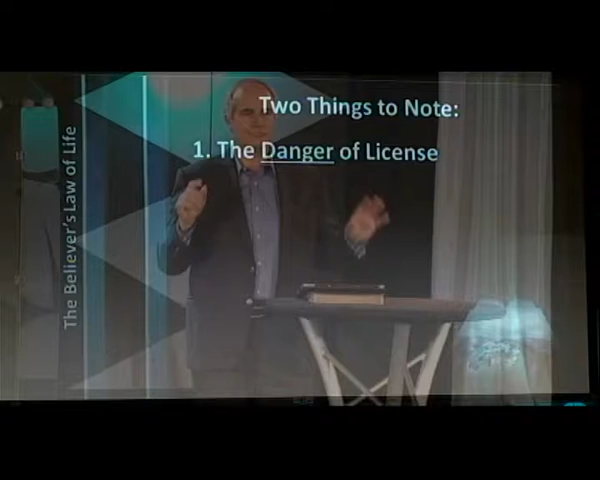 Two Things to Note:
1. The Danger of License
The Believer's Law of Life